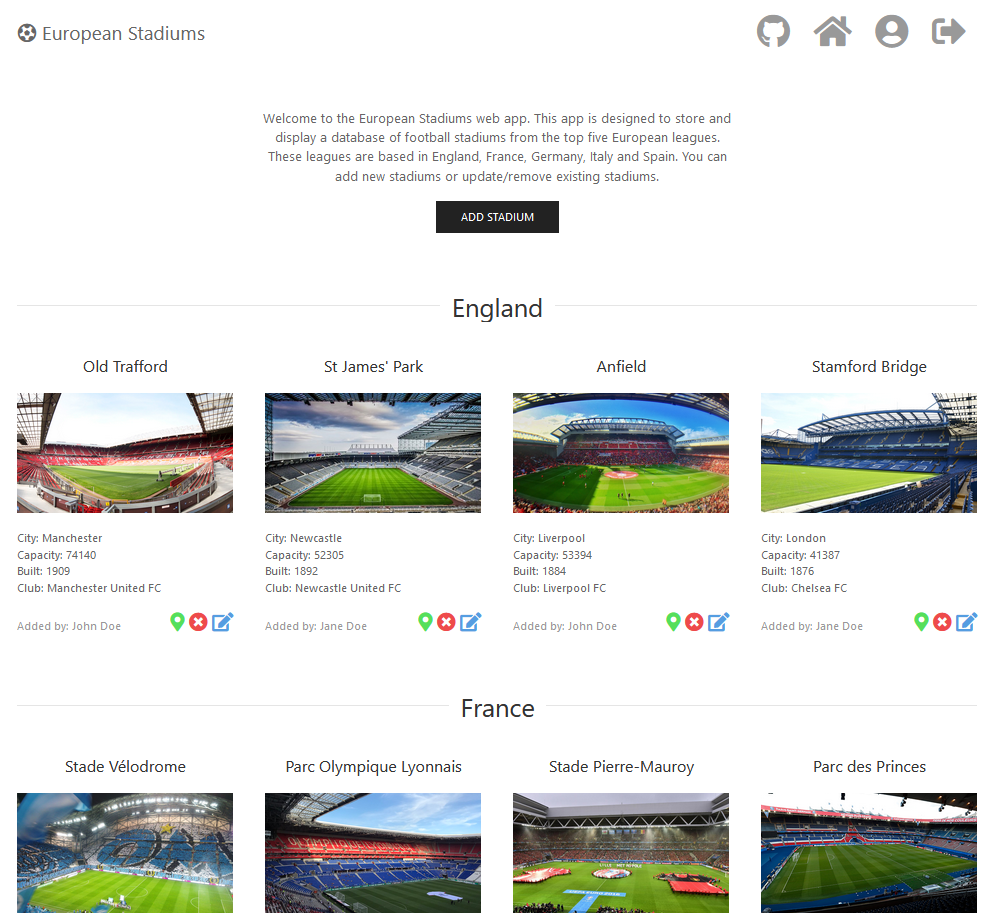 European Stadiums
Welcome to the European Stadiums web app. This app is designed to store and
display a database of football stadiums from the top five European leagues.
These leagues are based in England, France, Germany, Italy and Spain. You can
add new stadiums or update/remove existing stadiums.
ADD STADIUM
England
Old Trafford
City: Manchester
Capacity: 74140
Built: 1909
Club: Manchester United FC
Added by: John Doe
St James' Park
City: Newcastle
Capacity: 52305
Built: 1892
Club: Newcastle United FC
Added by: Jane Doe
Anfield
City: Liverpool
Capacity: 53394
Built: 1884
Club: Liverpool FC
Added by: John Doe
Stamford Bridge
City: London
Capacity: 41387
Built: 1876
Club: Chelsea FC
Added by: Jane Doe
France
Stade Vélodrome
Parc Olympique Lyonnais
Stade Pierre-Mauroy
Parc des Princes